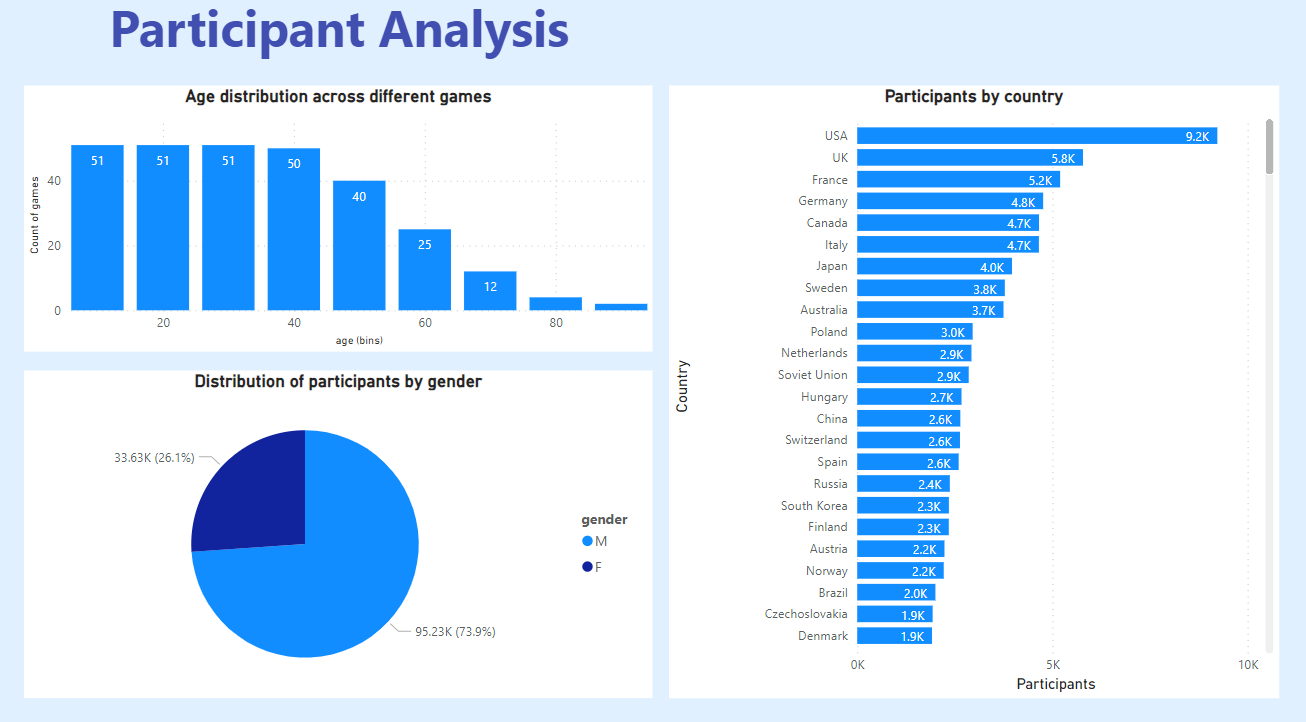 Participant Analysis
Age distribution across different games
Count of games
40
20
0
51
51
51
50
40
25
12
20
40
60
80
age (bins)
Distribution of participants by gender
33.63K (26.1%)
95.23K (73.9%)
gender
M
F
Participants by country
Country
USA 9.2K
UK 5.8K
France 5.2K
Germany 4.8K
Canada 4.7K
Italy 4.7K
Japan 4.0K
Sweden 3.8K
Australia 3.7K
Poland 3.0K
Netherlands 2.9K
Soviet Union 2.9K
Hungary 2.7K
China 2.6K
Switzerland 2.6K
Spain 2.6K
Russia 2.4K
South Korea 2.3K
Finland 2.3K
Austria 2.2K
Norway 2.2K
Brazil 2.0K
Czechoslovakia 1.9K
Denmark 1.9K
0K 5K 10K
Participants